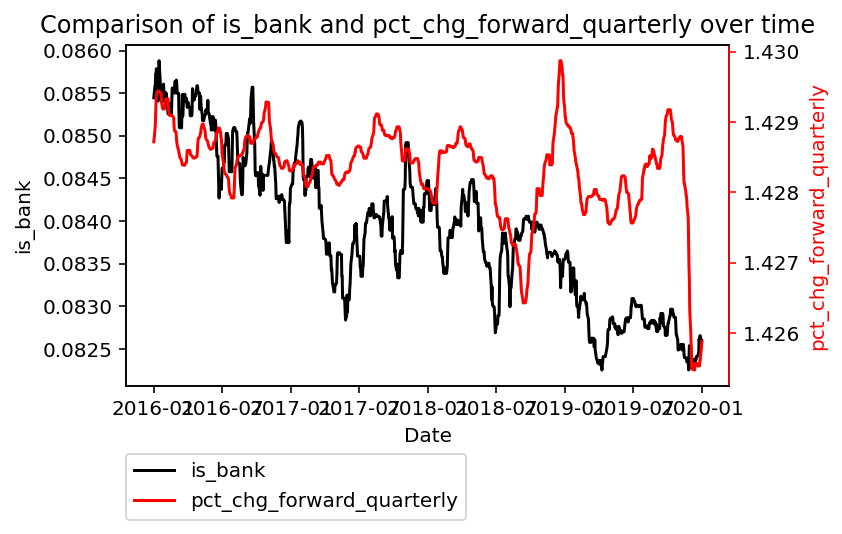 Comparison of is_bank and pct_chg_forward_quarterly over time
is_bank
0.0860
0.0855
0.0850
0.0845
0.0840
0.0835
0.0830
0.0825
1.430
1.429
1.428
1.427
1.426
pct_chg_forward_quarterly
2016-01 2016-07 2017-01 2017-07 2018-01 2018-07 2019-01 2019-07 2020-01
Date
is_bank
pct_chg_forward_quarterly